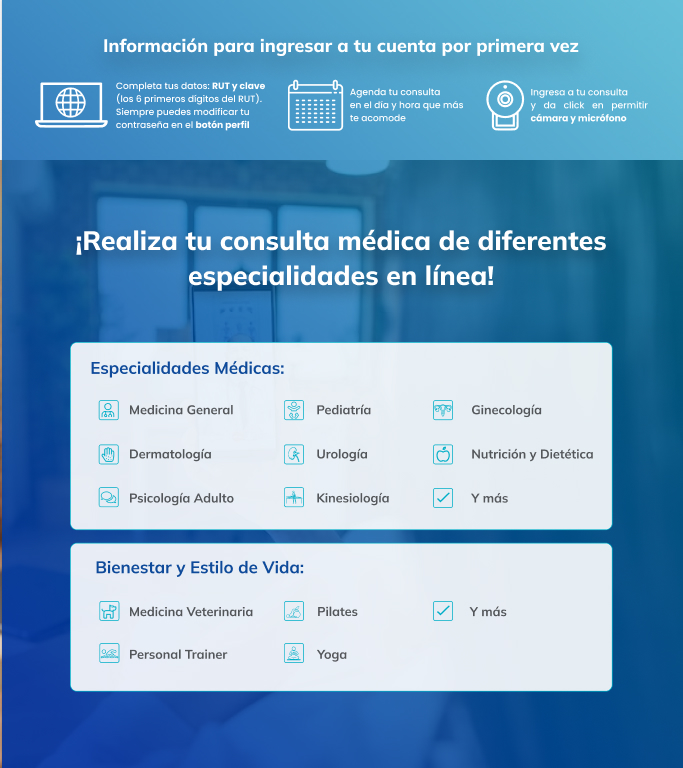 Información para ingresar a tu cuenta por primera vez
Completa tus datos: RUT y clave
(los 6 primeros dígitos del RUT).
Siempre puedes modificar tu
contraseña en el botón perfil
Agenda tu consulta
en el día y hora que más
te acomode
Ingresa a tu consulta
y da click en permitir
cámara y micrófono
¡Realiza tu consulta médica de diferentes
especialidades en línea!
Especialidades Médicas:
Medicina General
Pediatría
Ginecología
Dermatología
Urología
Nutrición y Dietética
Psicología Adulto
Kinesiología
Y más
Bienestar y Estilo de Vida:
Medicina Veterinaria
Pilates
Y más
Personal Trainer
Yoga